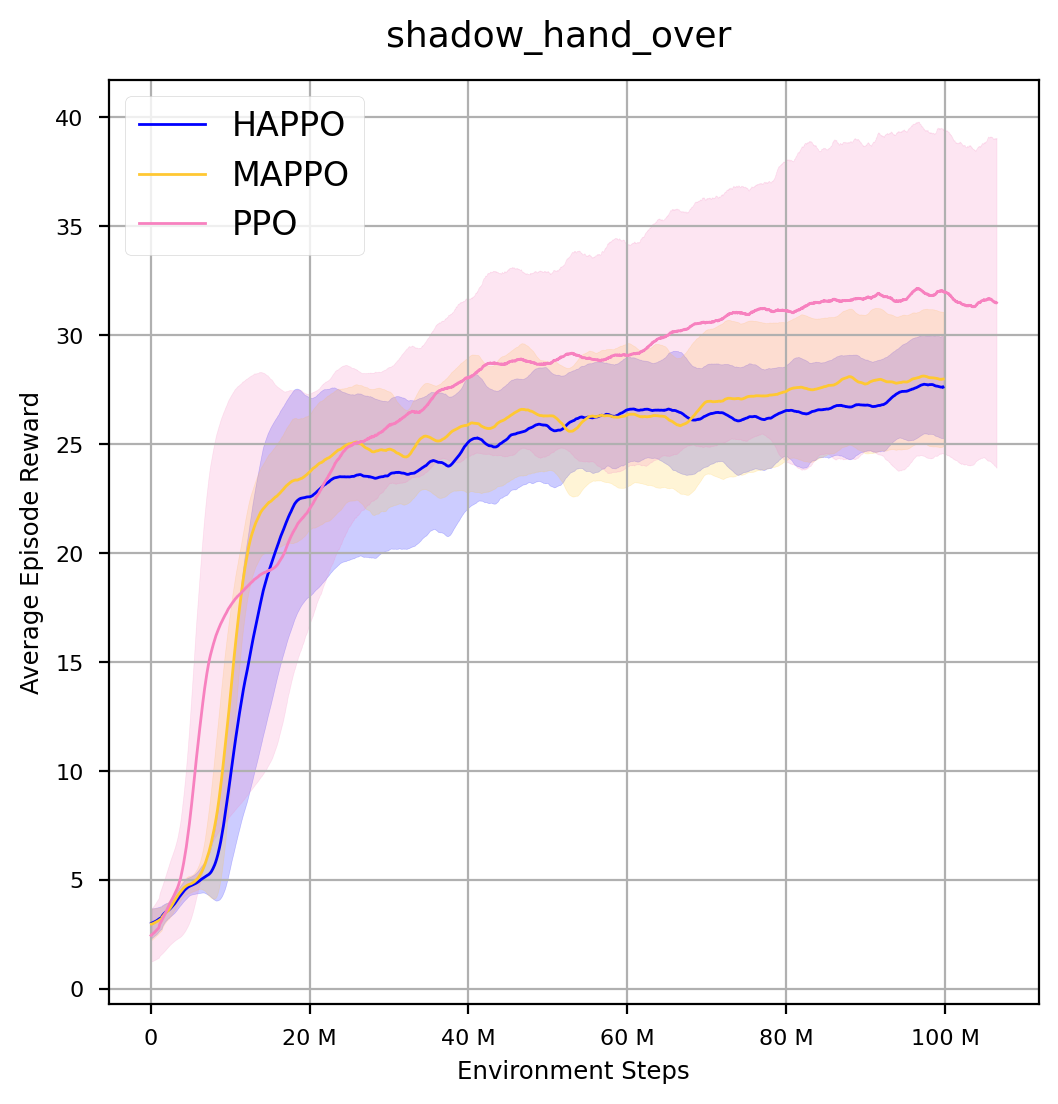 shadow_hand_over
HAPPO
MAPPO
PPO
40
35
30
25
20
15
10
5
0
Average Episode Reward
0 20 M 40 M 60 M 80 M 100 M
Environment Steps